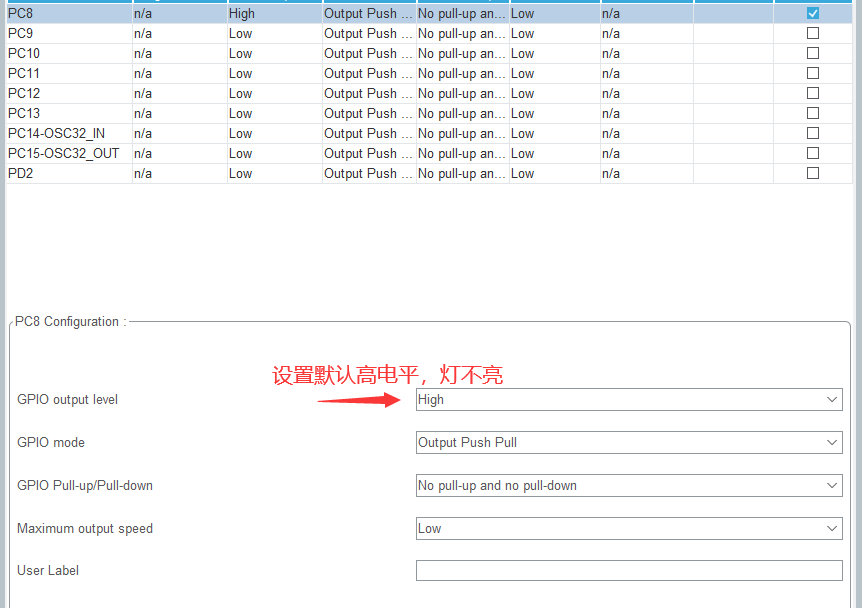 PC8 n/a High Output Push ... No pull-up an... Low n/a
PC9 n/a Low Output Push ... No pull-up an... Low n/a
PC10 n/a Low Output Push ... No pull-up an... Low n/a
PC11 n/a Low Output Push ... No pull-up an... Low n/a
PC12 n/a Low Output Push ... No pull-up an... Low n/a
PC13 n/a Low Output Push ... No pull-up an... Low n/a
PC14-OSC32_IN n/a Low Output Push ... No pull-up an... Low n/a
PC15-OSC32_OUT n/a Low Output Push ... No pull-up an... Low n/a
PD2 n/a Low Output Push ... No pull-up an... Low n/a
PC8 Configuration :
设置默认高电平，灯不亮
GPIO output level High
GPIO mode Output Push Pull
GPIO Pull-up/Pull-down No pull-up and no pull-down
Maximum output speed Low
User Label